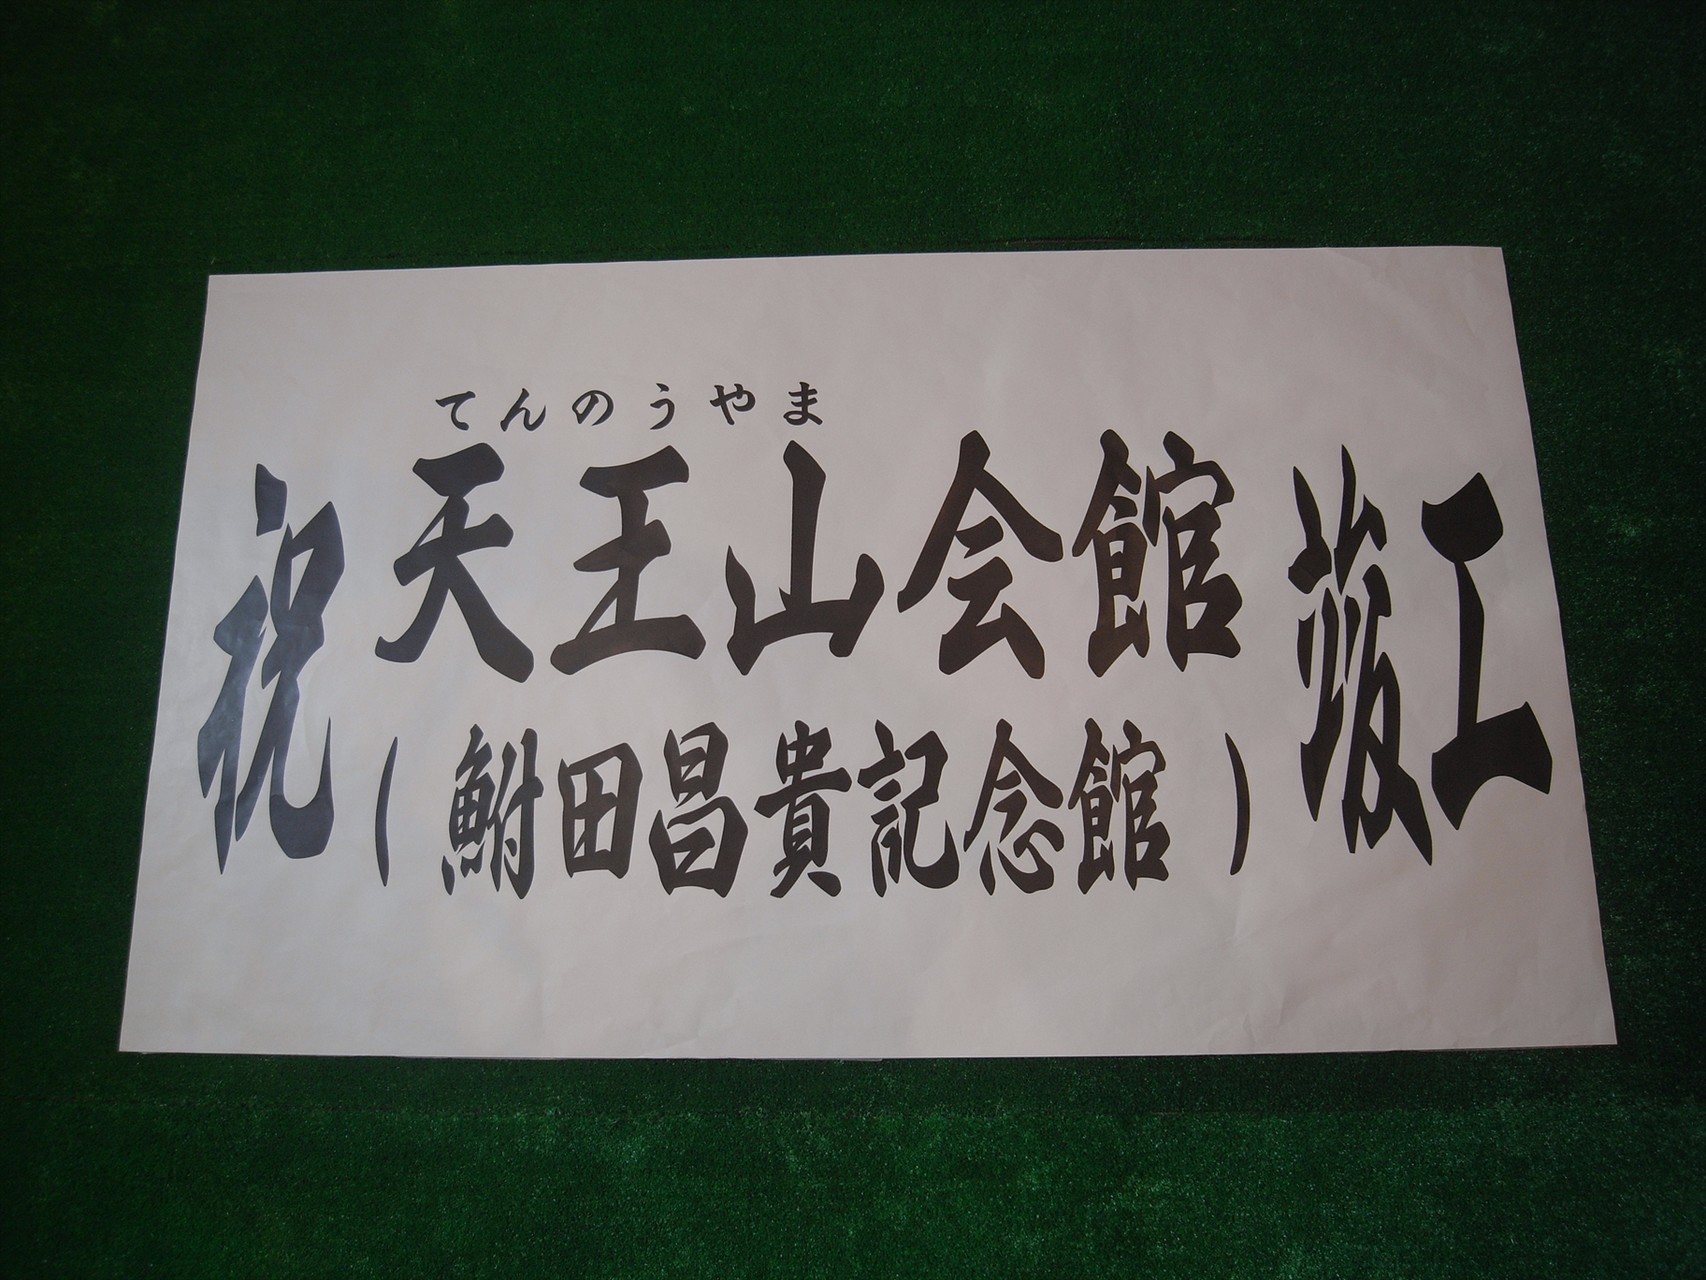 てんのうやま
祝 天王山会館 竣工
(鮒田昌貴記念館)